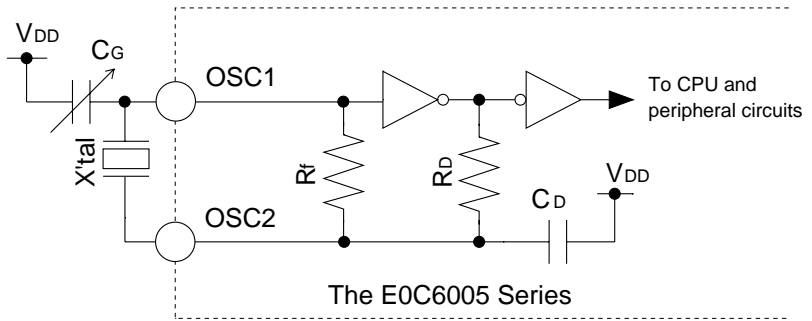 VDD
CG
OSC1
To CPU and
peripheral circuits
X'tal
Rf
RD
VDD
CD
OSC2
The E0C6005 Series